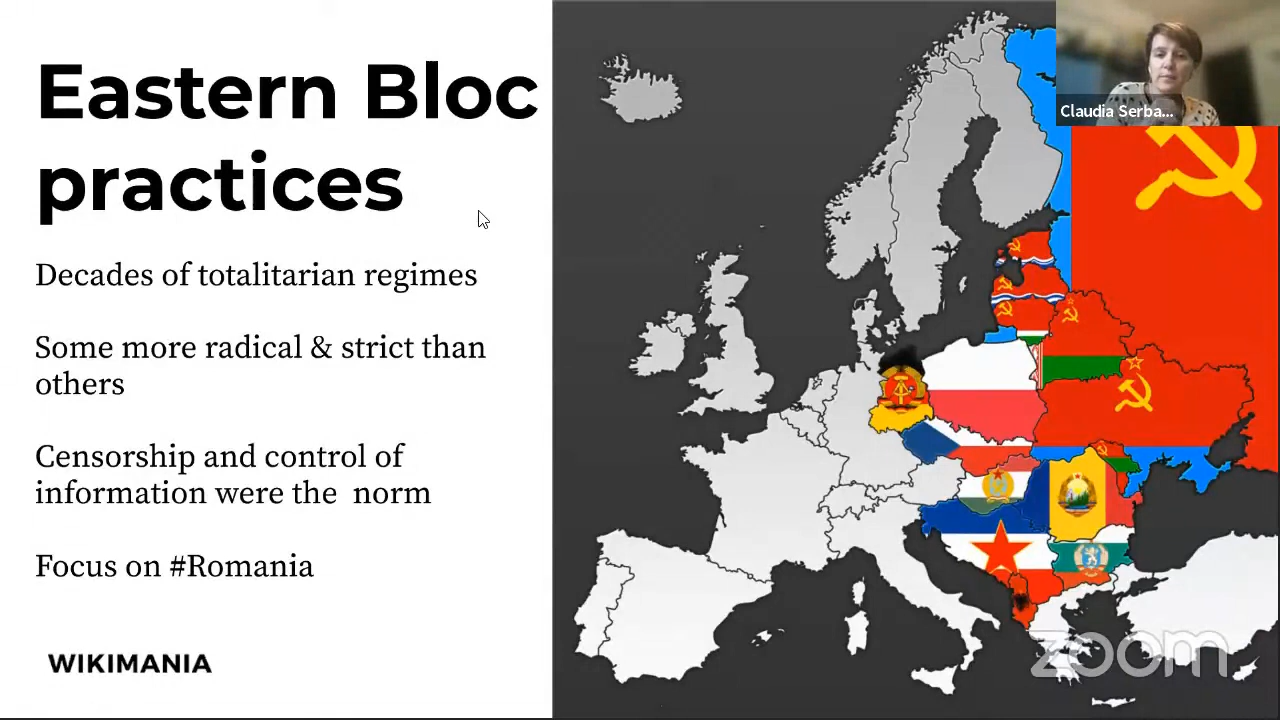 Eastern Bloc
practices
Decades of totalitarian regimes
Some more radical & strict than
others
Censorship and control of
information were the  norm
Focus on #Romania
WIKIMANIA
Claudia Serba...
zoom